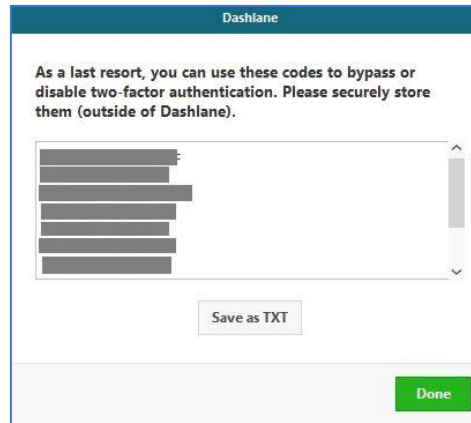 Dashlane
As a last resort, you can use these codes to bypass or
disable two-factor authentication. Please securely store
them (outside of Dashlane).
Save as TXT
Done